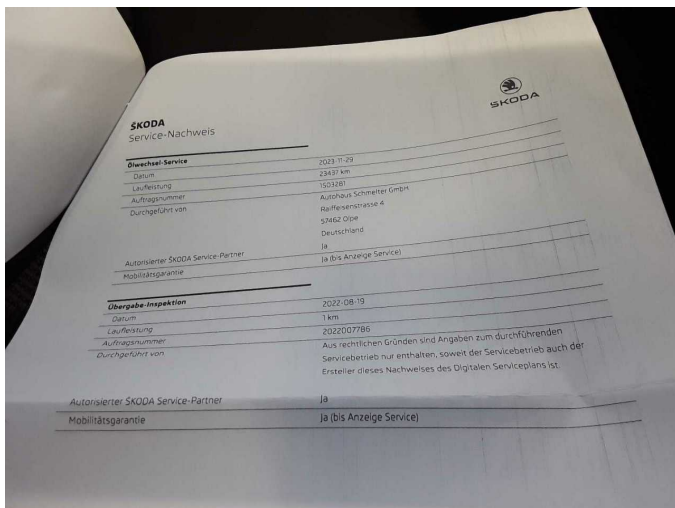 ŠKODA
ŠKODA
Service-Nachweis
Ölwechsel-Service
Datum 2023-11-29
Laufleistung 23437 km
Auftragsnummer 1503281
Durchgeführt von Autohaus Schmelter GmbH
Raiffeisenstrasse 4
57462 Olpe
Deutschland
Autorisierter ŠKODA Service-Partner Ja
Mobilitätsgarantie Ja (bis Anzeige Service)
Übergabe-Inspektion
Datum 2022-08-19
Laufleistung 1 km
Auftragsnummer 2022007786
Durchgeführt von Aus rechtlichen Gründen sind Angaben zum durchführenden
Servicebetrieb nur enthalten, soweit der Servicebetrieb auch der
Ersteller dieses Nachweises des Digitalen Serviceplans ist.
Autorisierter ŠKODA Service-Partner Ja
Mobilitätsgarantie Ja (bis Anzeige Service)